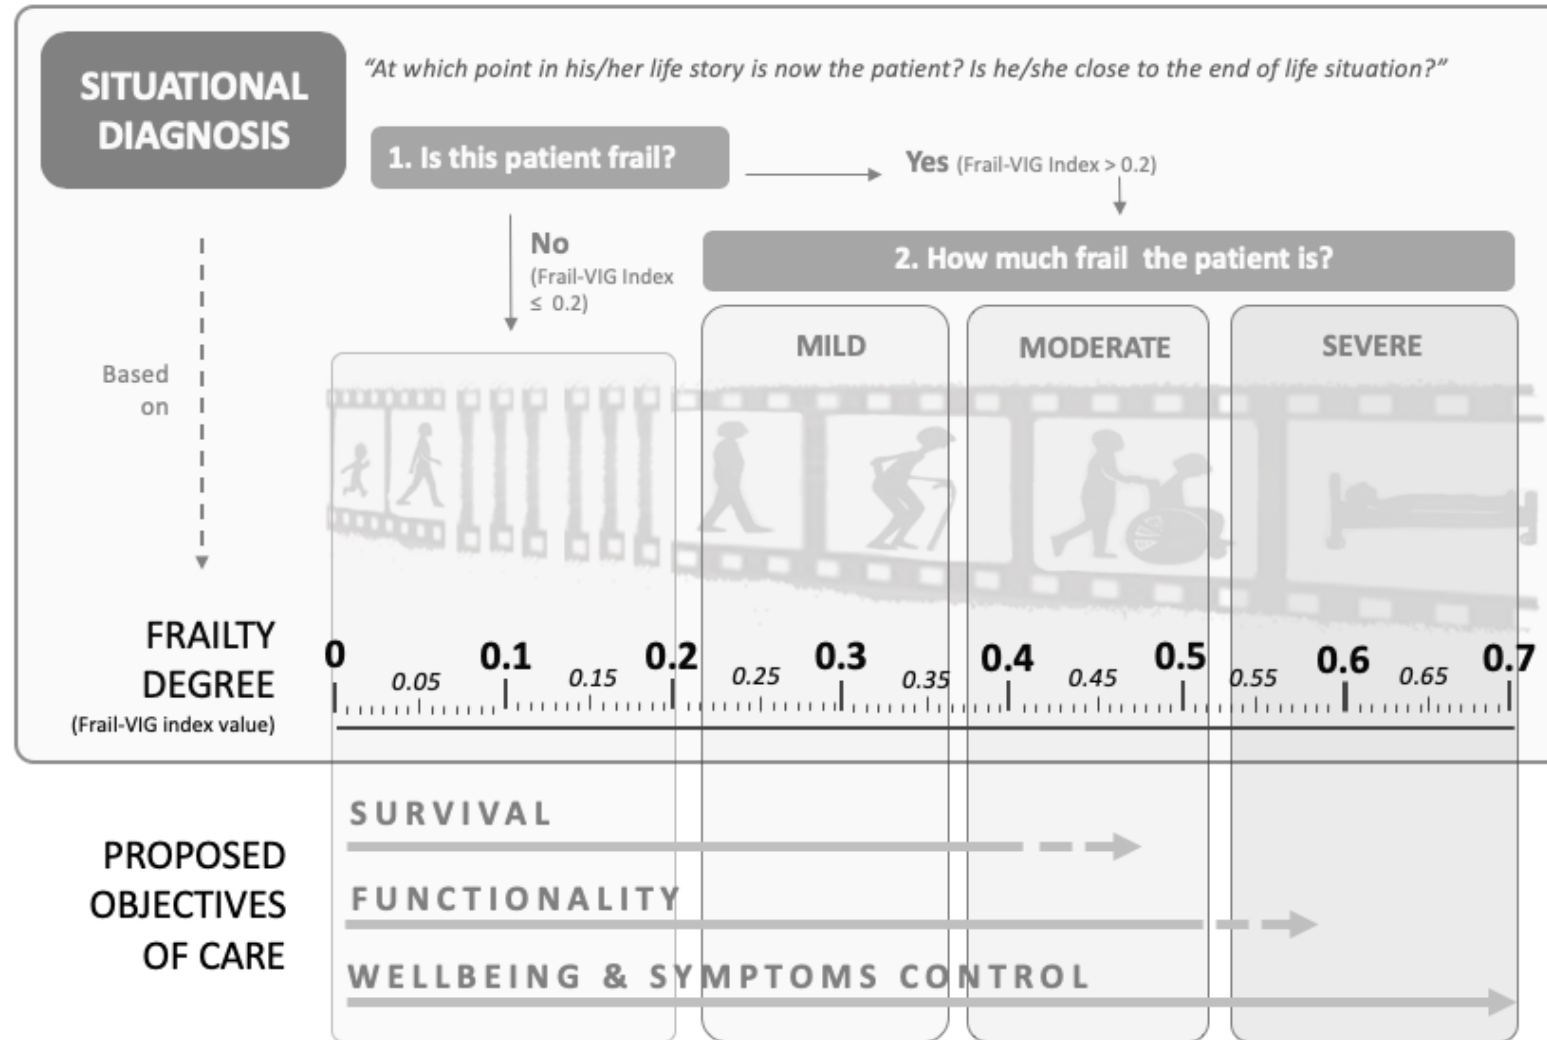 SITUATIONAL
DIAGNOSIS
“At which point in his/her life story is now the patient? Is he/she close to the end of life situation?”
1. Is this patient frail?
Yes (Frail-VIG Index > 0.2)
No
(Frail-VIG Index
≤ 0.2)
2. How much frail the patient is?
MILD
MODERATE
SEVERE
Based
on
FRAILTY
DEGREE
(Frail-VIG index value)
0 0.05 0.1 0.15 0.2 0.25 0.3 0.35 0.4 0.45 0.5 0.55 0.6 0.65 0.7
PROPOSED
OBJECTIVES
OF CARE
SURVIVAL
FUNCTIONALITY
WELLBEING & SYMPTOMS CONTROL